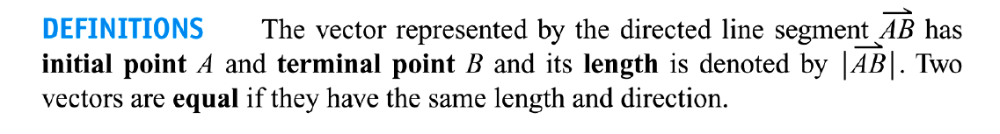 DEFINITIONS The vector represented by the directed line segment $\overrightarrow{AB}$ has
initial point A and terminal point B and its length is denoted by $|\overrightarrow{AB}|$. Two
vectors are equal if they have the same length and direction.